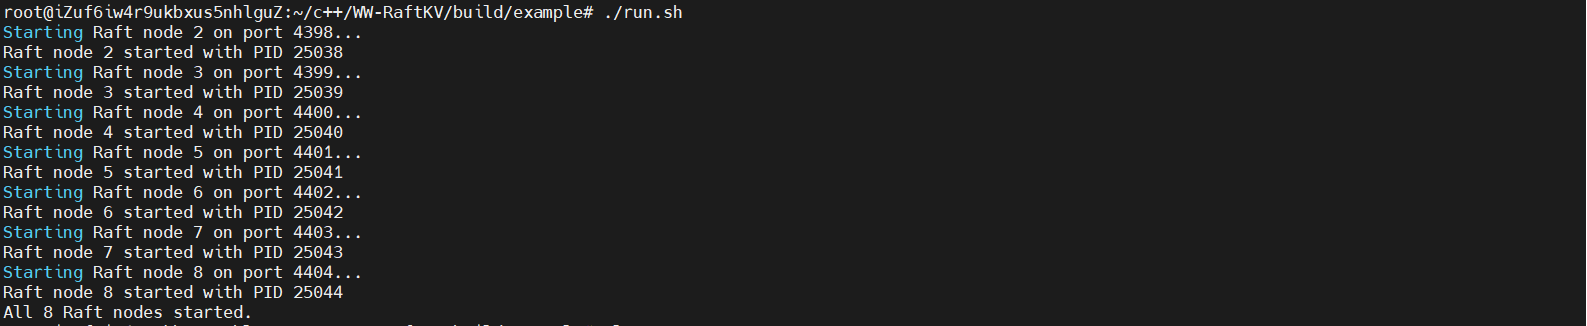 root@iZuf6iw4r9ukbxus5nhlguZ:~/c++/WW-RaftKV/build/example# ./run.sh
Starting Raft node 2 on port 4398...
Raft node 2 started with PID 25038
Starting Raft node 3 on port 4399...
Raft node 3 started with PID 25039
Starting Raft node 4 on port 4400...
Raft node 4 started with PID 25040
Starting Raft node 5 on port 4401...
Raft node 5 started with PID 25041
Starting Raft node 6 on port 4402...
Raft node 6 started with PID 25042
Starting Raft node 7 on port 4403...
Raft node 7 started with PID 25043
Starting Raft node 8 on port 4404...
Raft node 8 started with PID 25044
All 8 Raft nodes started.